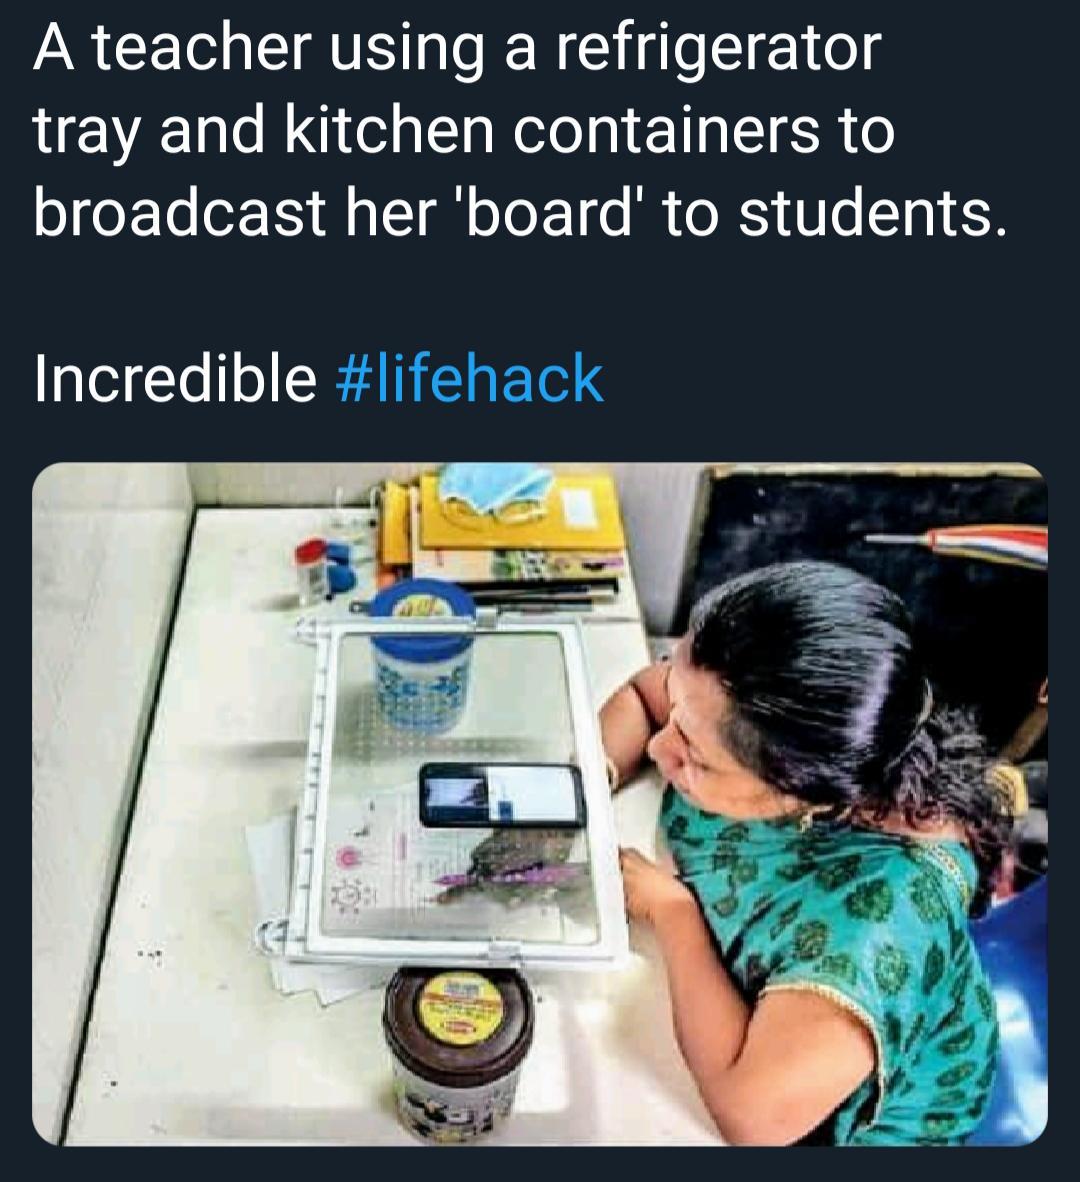 A teacher using a refrigerator
tray and kitchen containers to
broadcast her 'board' to students.
Incredible #lifehack